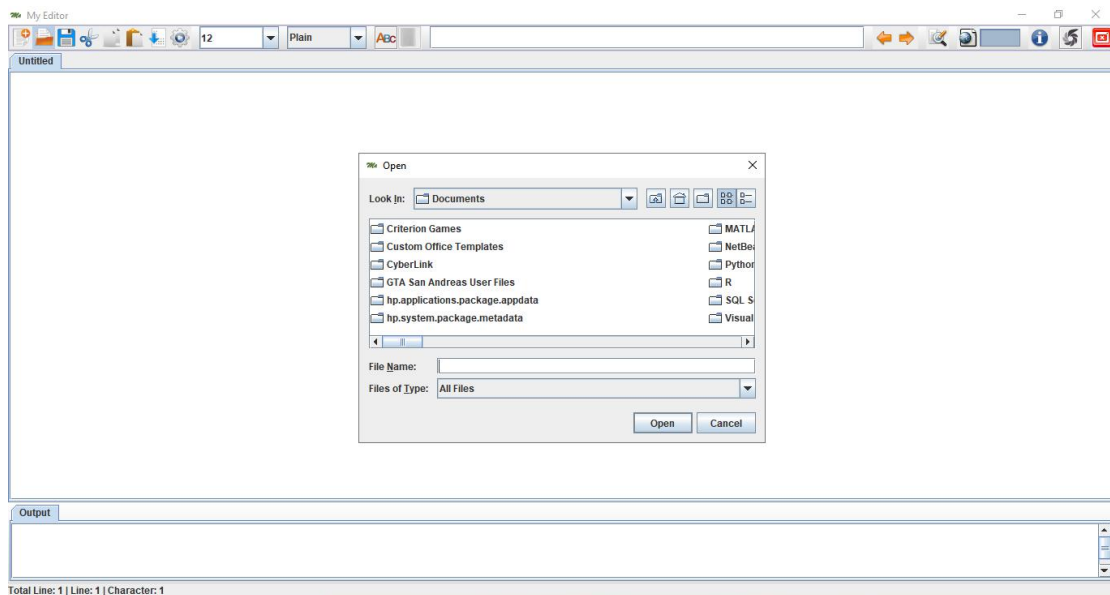 My Editor
12 Plain ABC
Untitled
Open
Look In: Documents
Criterion Games
Custom Office Templates
CyberLink
GTA San Andreas User Files
hp.applications.package.appdata
hp.system.package.metadata
R
File Name:
Files of Type: All Files
Open Cancel
Output
Total Line: 1 | Line: 1 | Character: 1